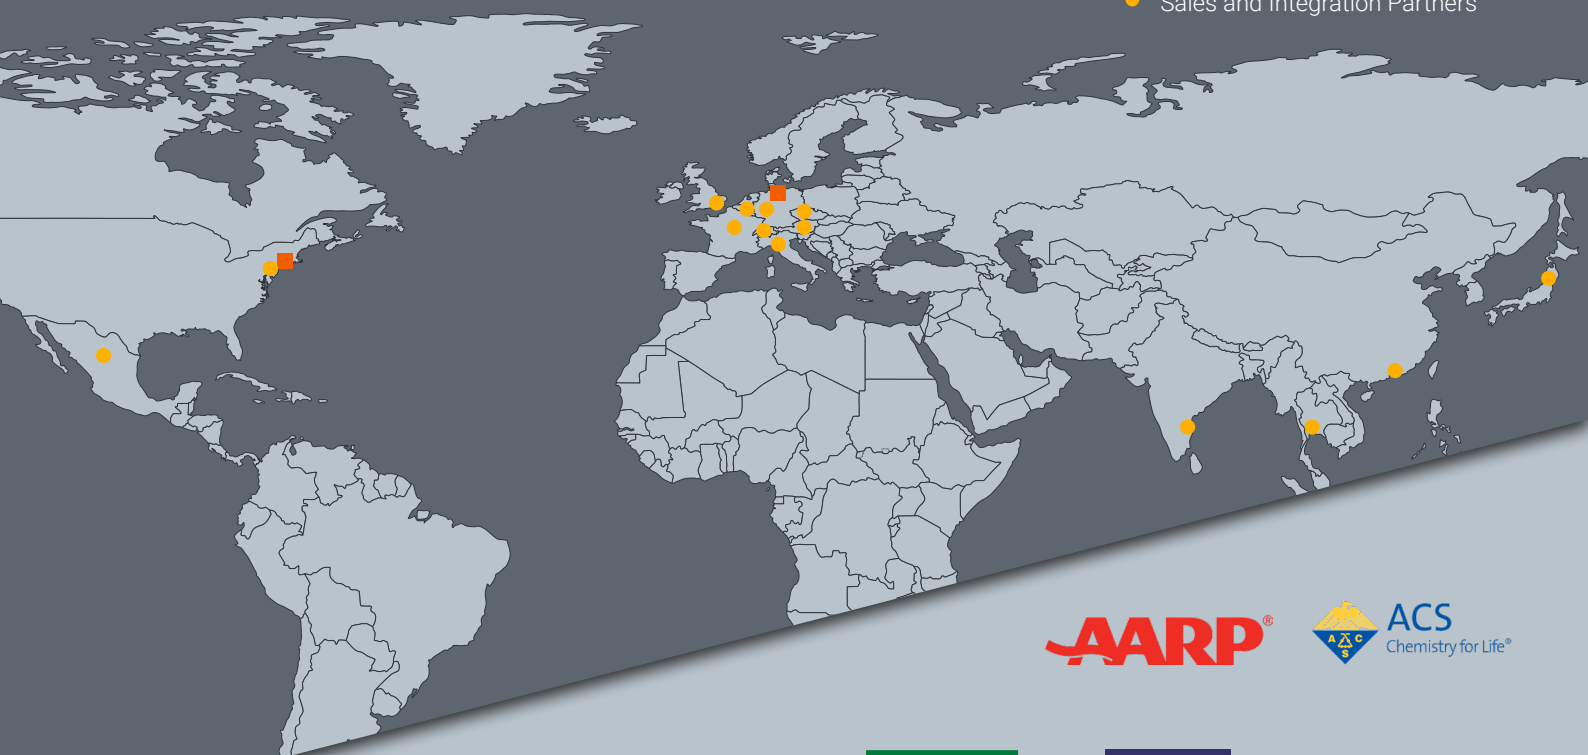 Sales and Integration Partners
AARP®
ACS
Chemistry for Life®
A C S